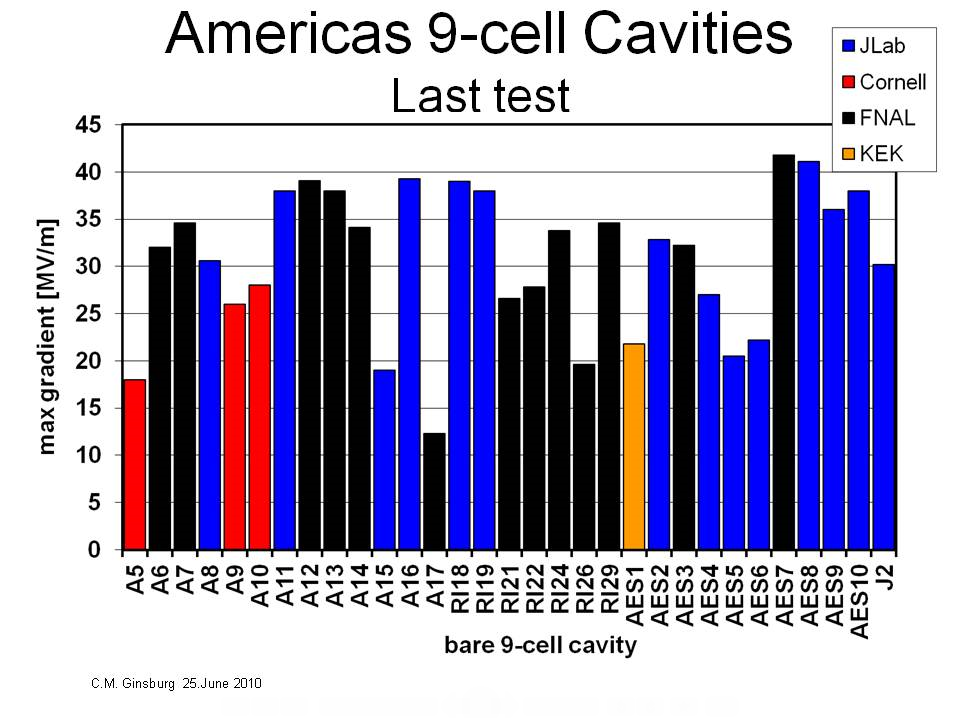 Americas 9-cell Cavities
Last test
JLab
Cornell
FNAL
KEK
max gradient [MV/m]
45
40
35
30
25
20
15
10
5
0
A5
A6
A7
A8
A9
A10
A11
A12
A13
A14
A15
A16
A17
RI18
RI19
RI21
RI22
RI24
RI26
RI29
AES1
AES2
AES3
AES4
AES5
AES6
AES7
AES8
AES9
AES10
J2
bare 9-cell cavity
C.M. Ginsburg 25.June 2010